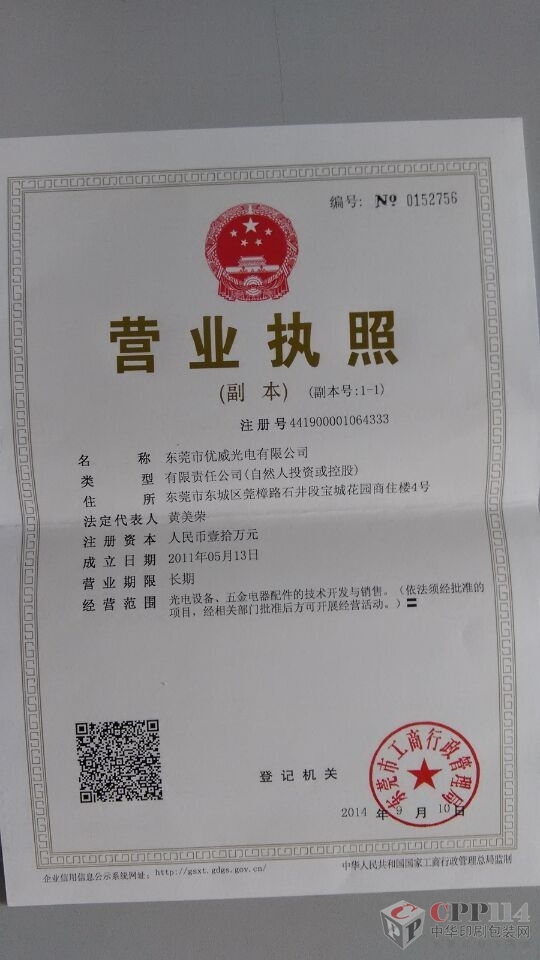 编号: No 0152756
营业执照
(副 本) (副本号:1-1)
注册号441900001064333
名 称 东莞市优威光电有限公司
类 型 有限责任公司(自然人投资或控股)
住 所 东莞市东城区莞樟路石井段宝城花园商住楼4号
法定代表人 黄美荣
注册资本 人民币壹拾万元
成立日期 2011年05月13日
营业期限 长期
经营范围 光电设备、五金电器配件的技术开发与销售。(依法须经批准的
项目,经相关部门批准后方可开展经营活动。)
东莞市工商行政管理局
登记机关
2014 年 9 月 10 日
企业信用信息公示系统网址: http://gsxt.gdgs.gov.cn/
中华人民共和国国家工商行政管理总局监制
CPP114
中华印刷包装网